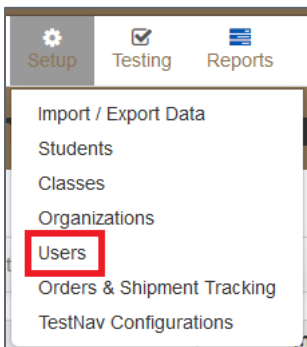 Setup Testing Reports
Import / Export Data
Students
Classes
Organizations
Users
Orders & Shipment Tracking
TestNav Configurations